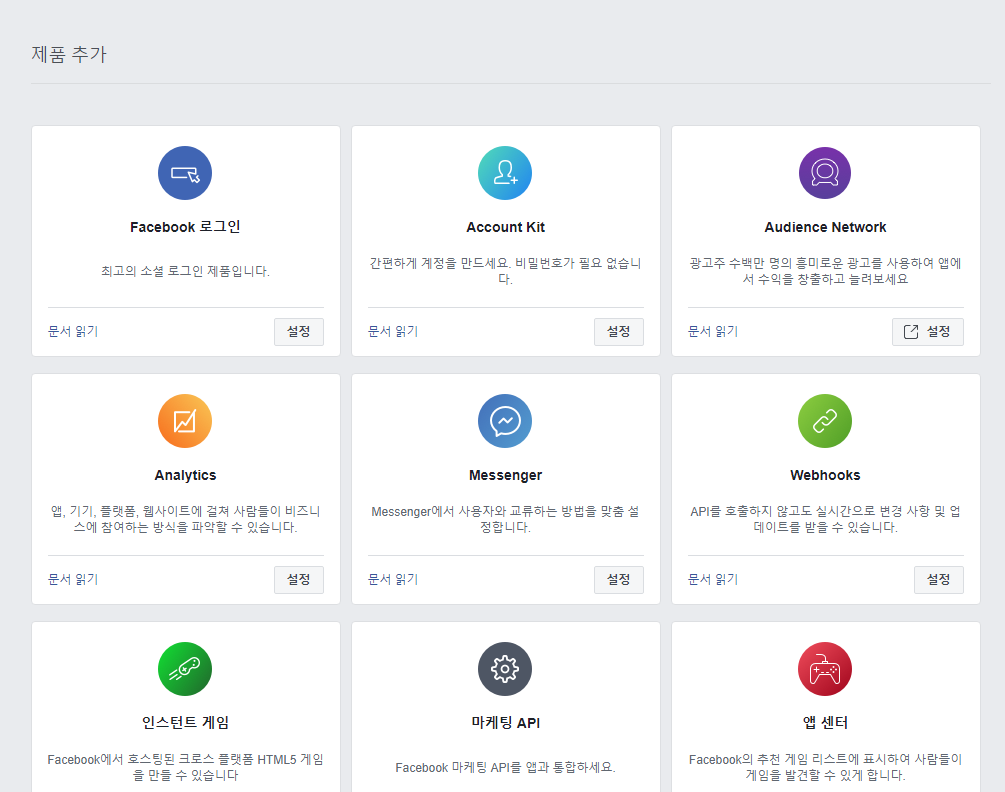 제품 추가
Facebook 로그인
최고의 소셜 로그인 제품입니다.
문서 읽기
설정
Account Kit
간편하게 계정을 만드세요. 비밀번호가 필요 없습니
다.
문서 읽기
설정
Audience Network
광고주 수백만 명의 흥미로운 광고를 사용하여 앱에
서 수익을 창출하고 늘려보세요
문서 읽기
설정
Analytics
앱, 기기, 플랫폼, 웹사이트에 걸쳐 사람들이 비즈니
스에 참여하는 방식을 파악할 수 있습니다.
문서 읽기
설정
Messenger
Messenger에서 사용자와 교류하는 방법을 맞춤 설
정합니다.
문서 읽기
설정
Webhooks
API를 호출하지 않고도 실시간으로 변경 사항 및 업
데이트를 받을 수 있습니다.
문서 읽기
설정
인스턴트 게임
Facebook에서 호스팅된 크로스 플랫폼 HTML5 게임
을 만들 수 있습니다
마케팅 API
Facebook 마케팅 API를 앱과 통합하세요.
앱 센터
Facebook의 추천 게임 리스트에 표시하여 사람들이
게임을 발견할 수 있게 합니다.